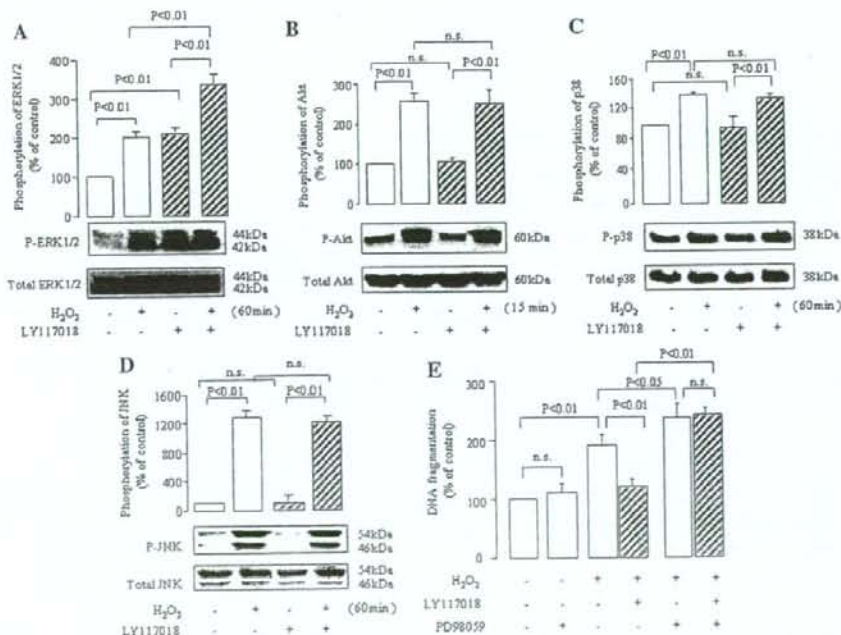 A
Phosphorylation of ERK1/2
(% of control)
400
300
200
100
0
P<0.01
P<0.01
P<0.01
P<0.01
P-ERK1/2
44kDa
42kDa
Total ERK1/2
44kDa
42kDa
H₂O₂ - + - + (60min)
LY117018 - - + +
B
Phosphorylation of Akt
(% of control)
300
200
100
0
n.s.
n.s.
P<0.01
P<0.01
P-Akt
60kDa
Total Akt
60kDa
H₂O₂ - + - + (15 min)
LY117018 - - + +
C
Phosphorylation of p38
(% of control)
160
120
80
40
0
n.s.
P<0.01
n.s.
P<0.01
P-p38
38kDa
Total p38
38kDa
H₂O₂ - + - + (60min)
LY117018 - - + +
D
Phosphorylation of JNK
(% of control)
1600
1200
800
400
0
n.s.
n.s.
P<0.01
P<0.01
P-JNK
54kDa
46kDa
Total JNK
54kDa
46kDa
H₂O₂ - + - + (60min)
LY117018 - - + +
E
DNA fragmentation
(% of control)
300
200
100
0
P<0.01
P<0.05
n.s.
P<0.01
P<0.01
n.s.
H₂O₂ - - + + + +
LY117018 - - - + - +
PD98059 - + - - + +